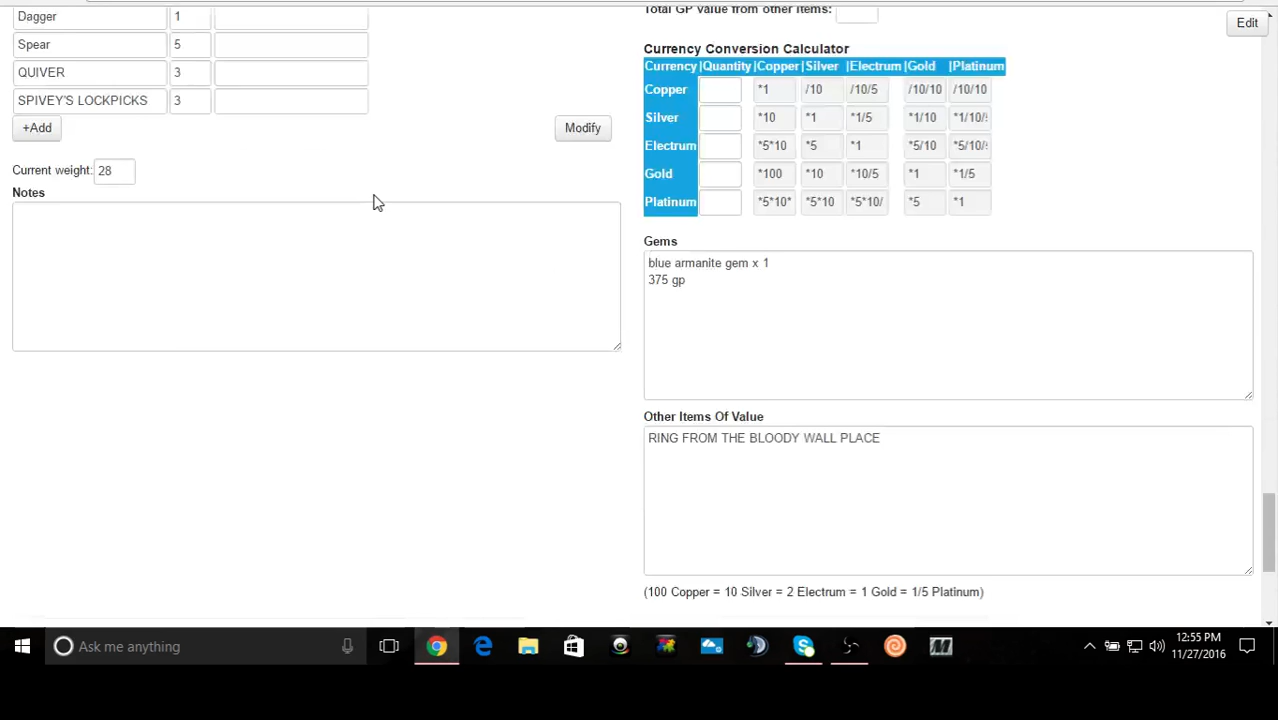 Total GP value from other items:
Edit
Dagger 1
Spear 5
QUIVER 3
SPIVEY'S LOCKPICKS 3
+Add Modify
Current weight: 28
Notes
Currency Conversion Calculator
Currency |Quantity |Copper |Silver |Electrum |Gold |Platinum
Copper *1 /10 /10/5 /10/10 /10/10
Silver *10 *1 *1/5 *1/10 *1/10/
Electrum *5*10 *5 *1 *5/10 *5/10/
Gold *100 *10 *10/5 *1 *1/5
Platinum *5*10* *5*10 *5*10/ *5 *1
Gems
blue armanite gem x 1
375 gp
Other Items Of Value
RING FROM THE BLOODY WALL PLACE
(100 Copper = 10 Silver = 2 Electrum = 1 Gold = 1/5 Platinum)
Ask me anything
12:55 PM
11/27/2016